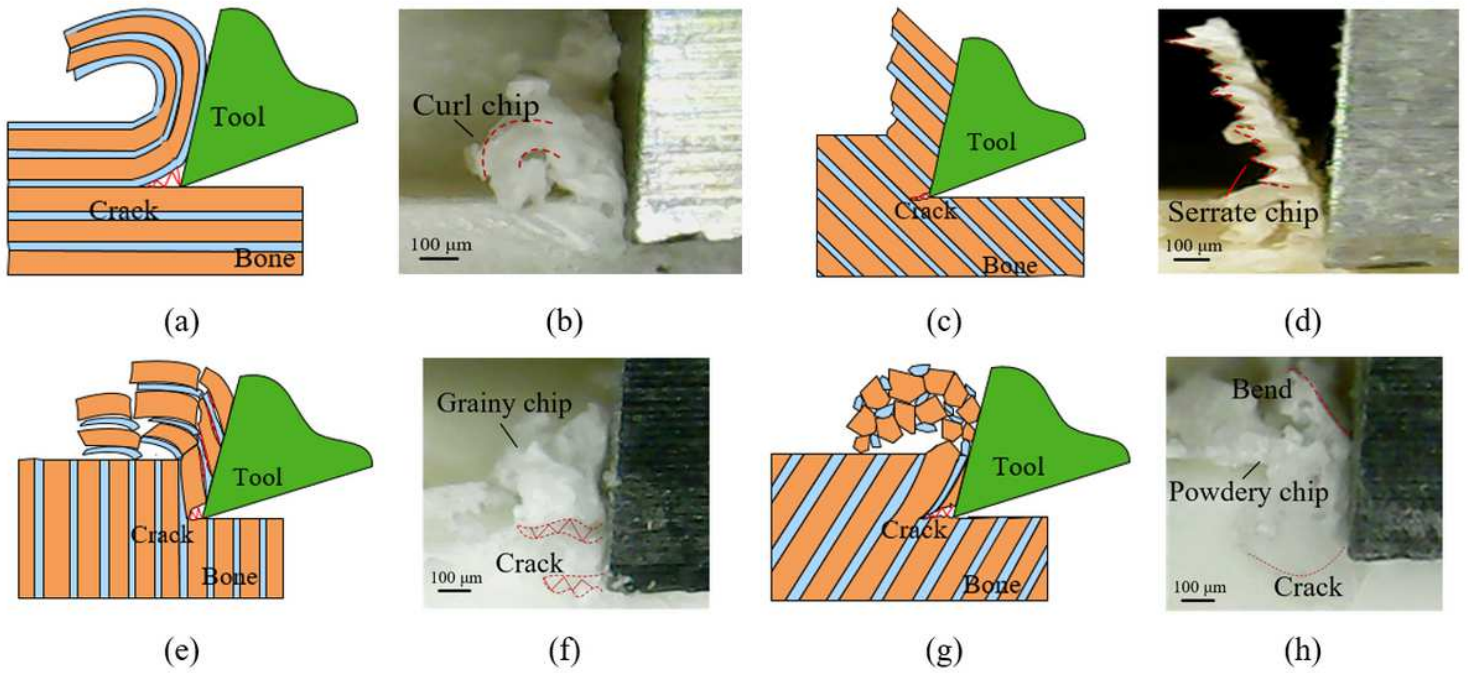 Tool
Crack
Bone
Curl chip
100 μm
Tool
Crack
Bone
Serrate chip
100 μm
(a)
(b)
(c)
(d)
Tool
Crack
Bone
Grainy chip
Crack
100 μm
Tool
Crack
Bone
Bend
Powdery chip
100 μm
Crack
(e)
(f)
(g)
(h)